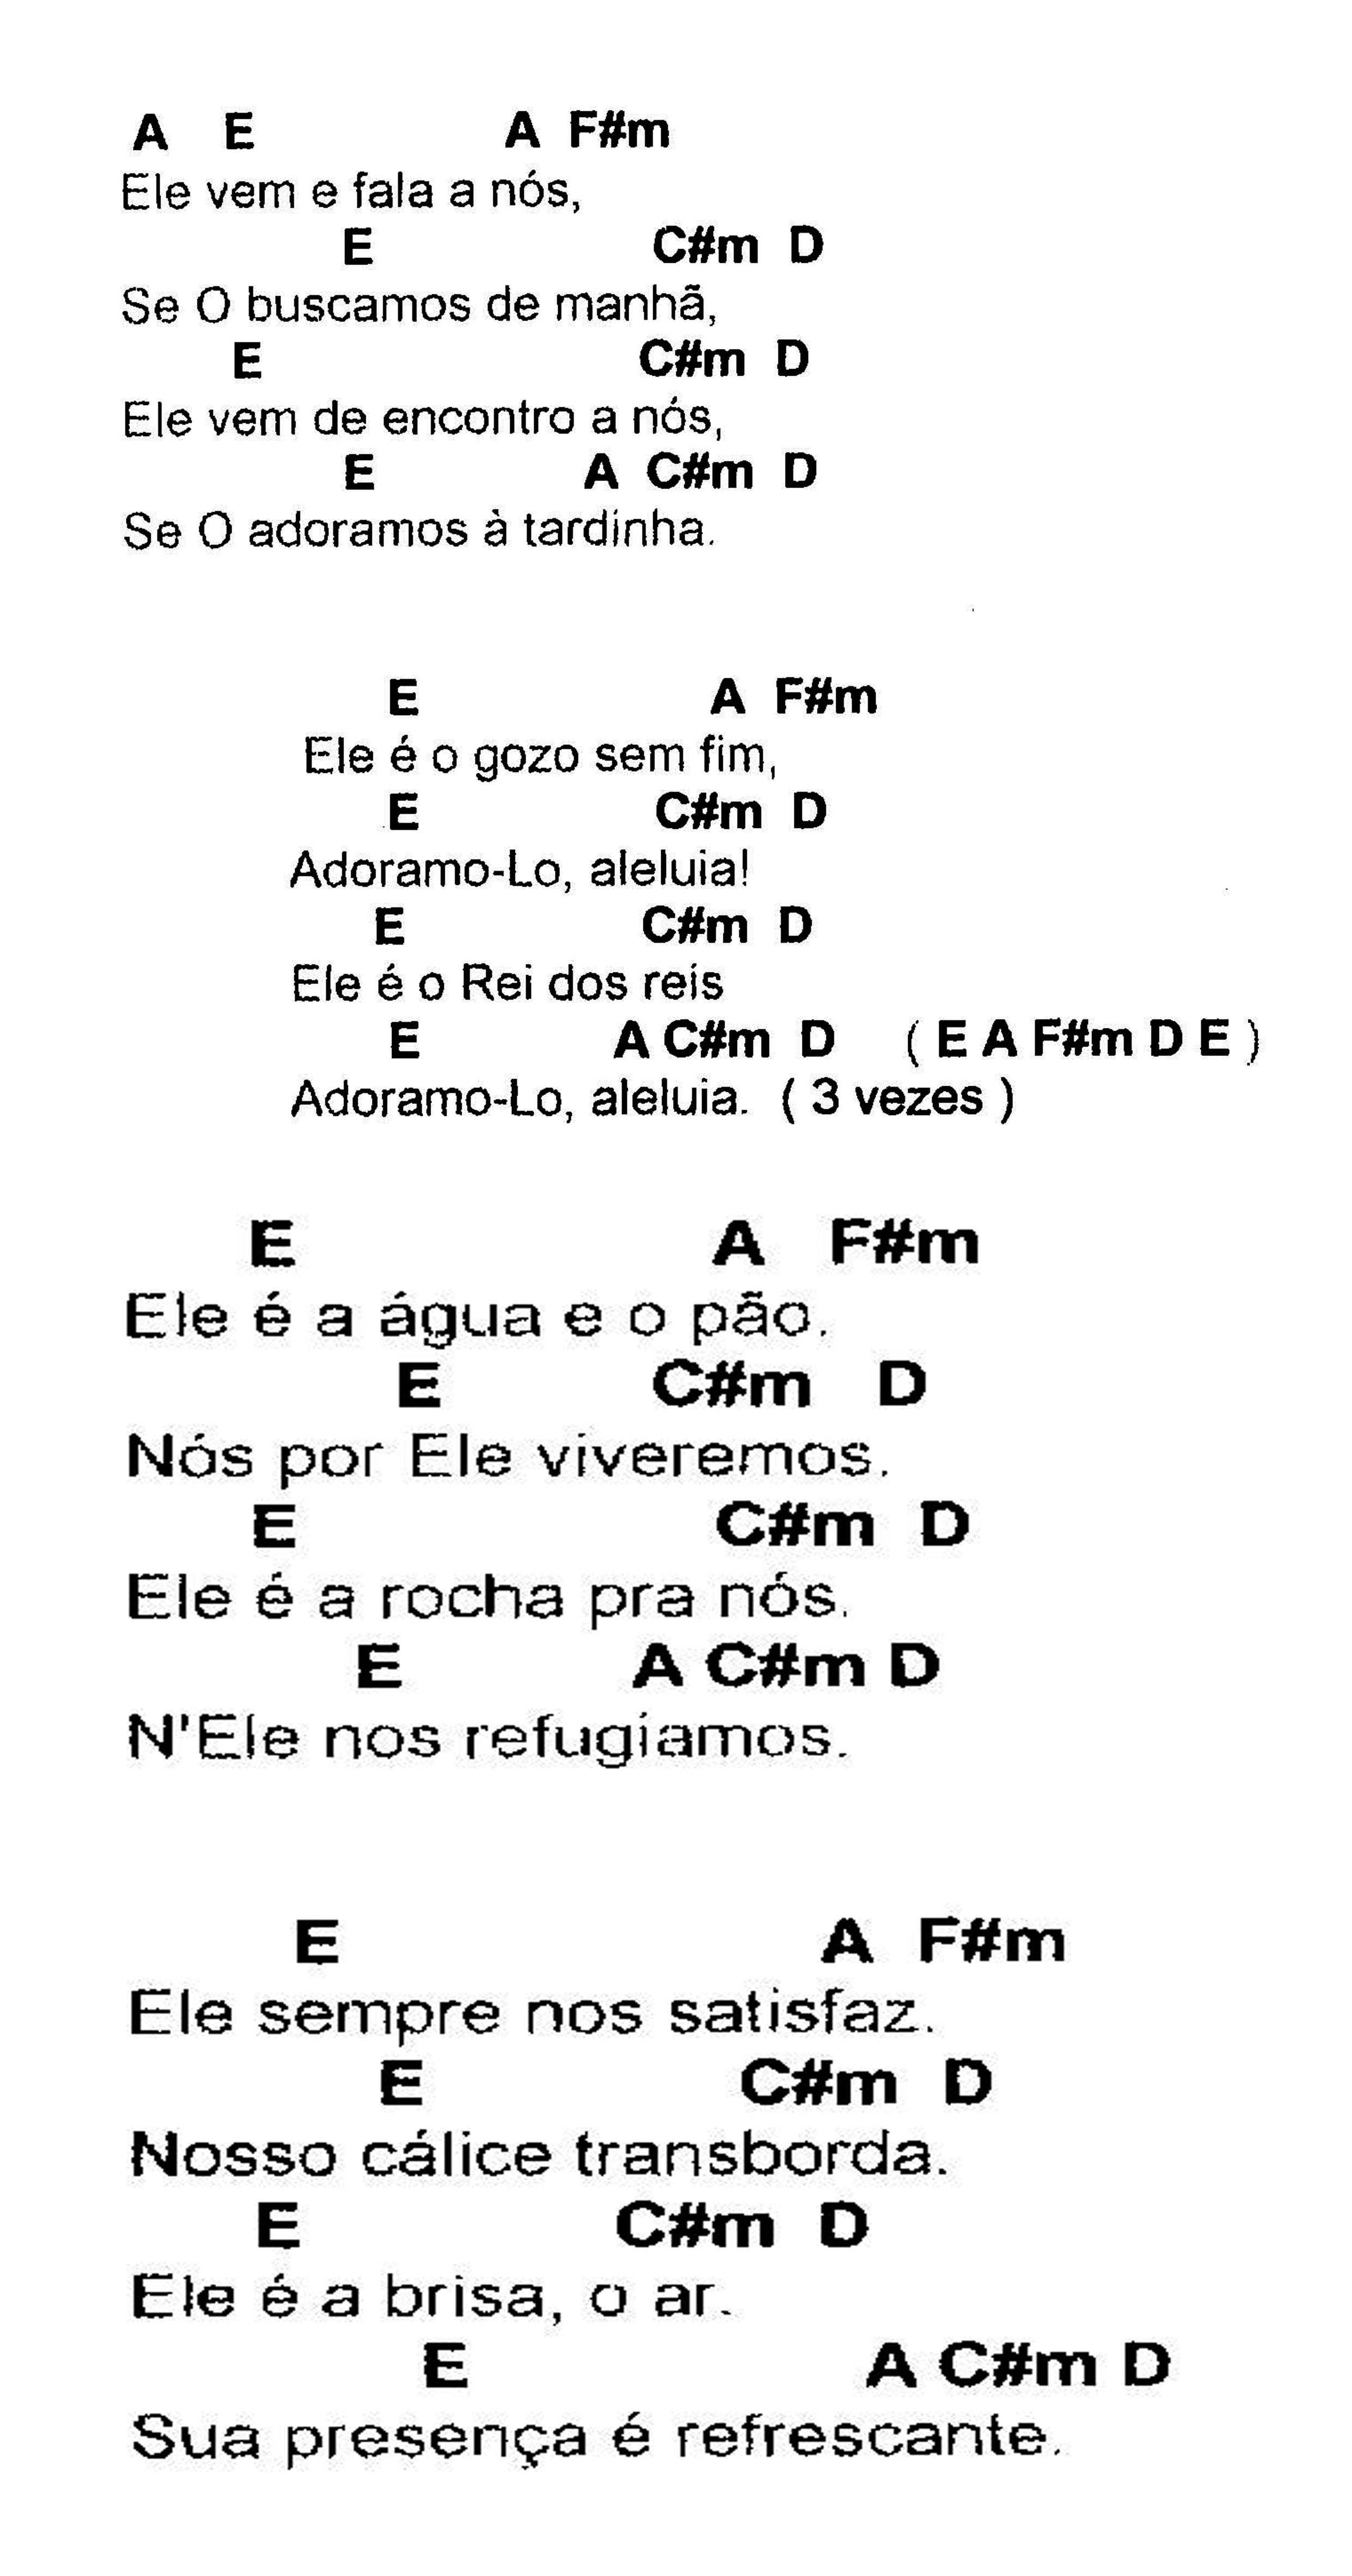 A E A F#m
Ele vem e fala a nós,
E C#m D
Se O buscamos de manhã,
E C#m D
Ele vem de encontro a nós,
E A C#m D
Se O adoramos à tardinha.
E A F#m
Ele é o gozo sem fim,
E C#m D
Adoramo-Lo, aleluia!
E C#m D
Ele é o Rei dos reis
E A C#m D ( E A F#m D E )
Adoramo-Lo, aleluia. ( 3 vezes )
E A F#m
Ele é a água e o pão.
E C#m D
Nós por Ele viveremos.
E C#m D
Ele é a rocha pra nós.
E A C#m D
N'Ele nos refugiamos.
E A F#m
Ele sempre nos satisfaz.
E C#m D
Nosso cálice transborda.
E C#m D
Ele é a brisa, o ar.
E A C#m D
Sua presença é refrescante.